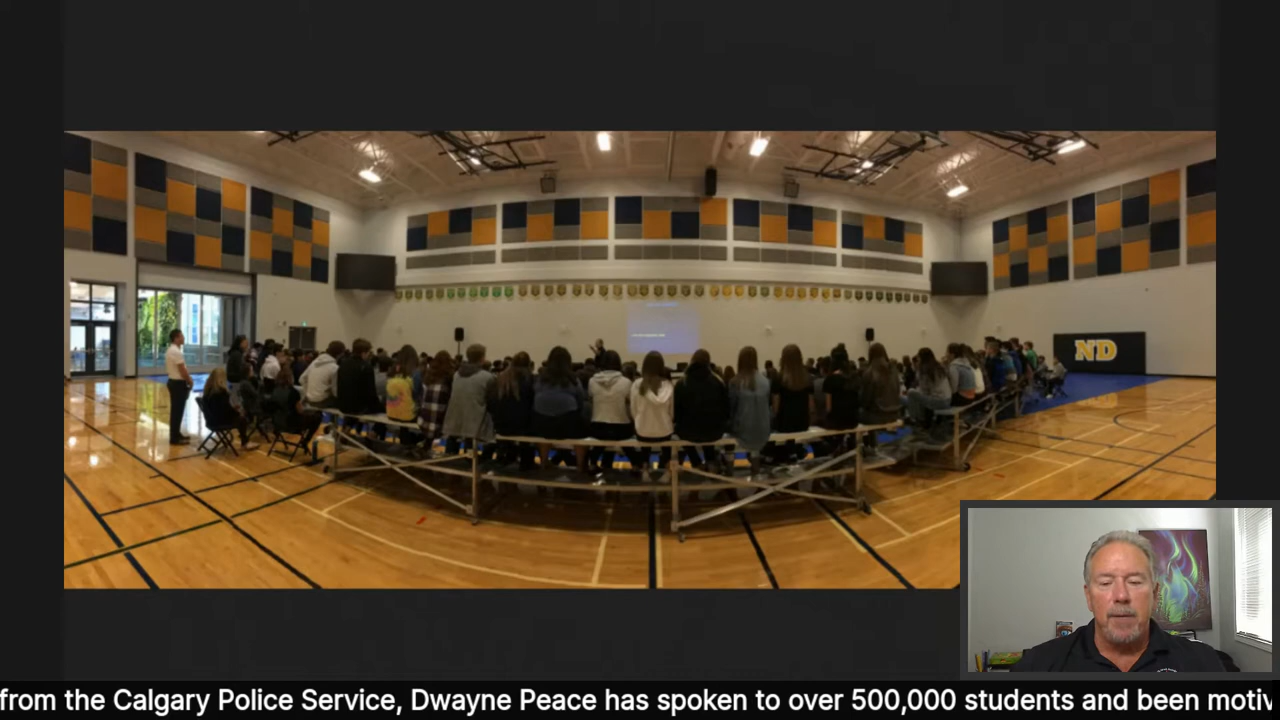 ND
from the Calgary Police Service, Dwayne Peace has spoken to over 500,000 students and been motiv